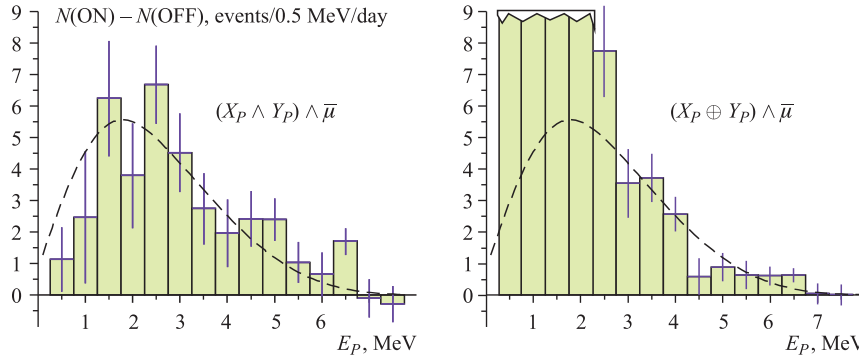 N(ON) – N(OFF), events/0.5 MeV/day
9
8
7
6
5
4
3
2
1
0
(X_P ∧ Y_P) ∧ μ̅
1 2 3 4 5 6
E_P, MeV
9
8
7
6
5
4
3
2
1
0
(X_P ⊕ Y_P) ∧ μ̅
1 2 3 4 5 6 7
E_P, MeV